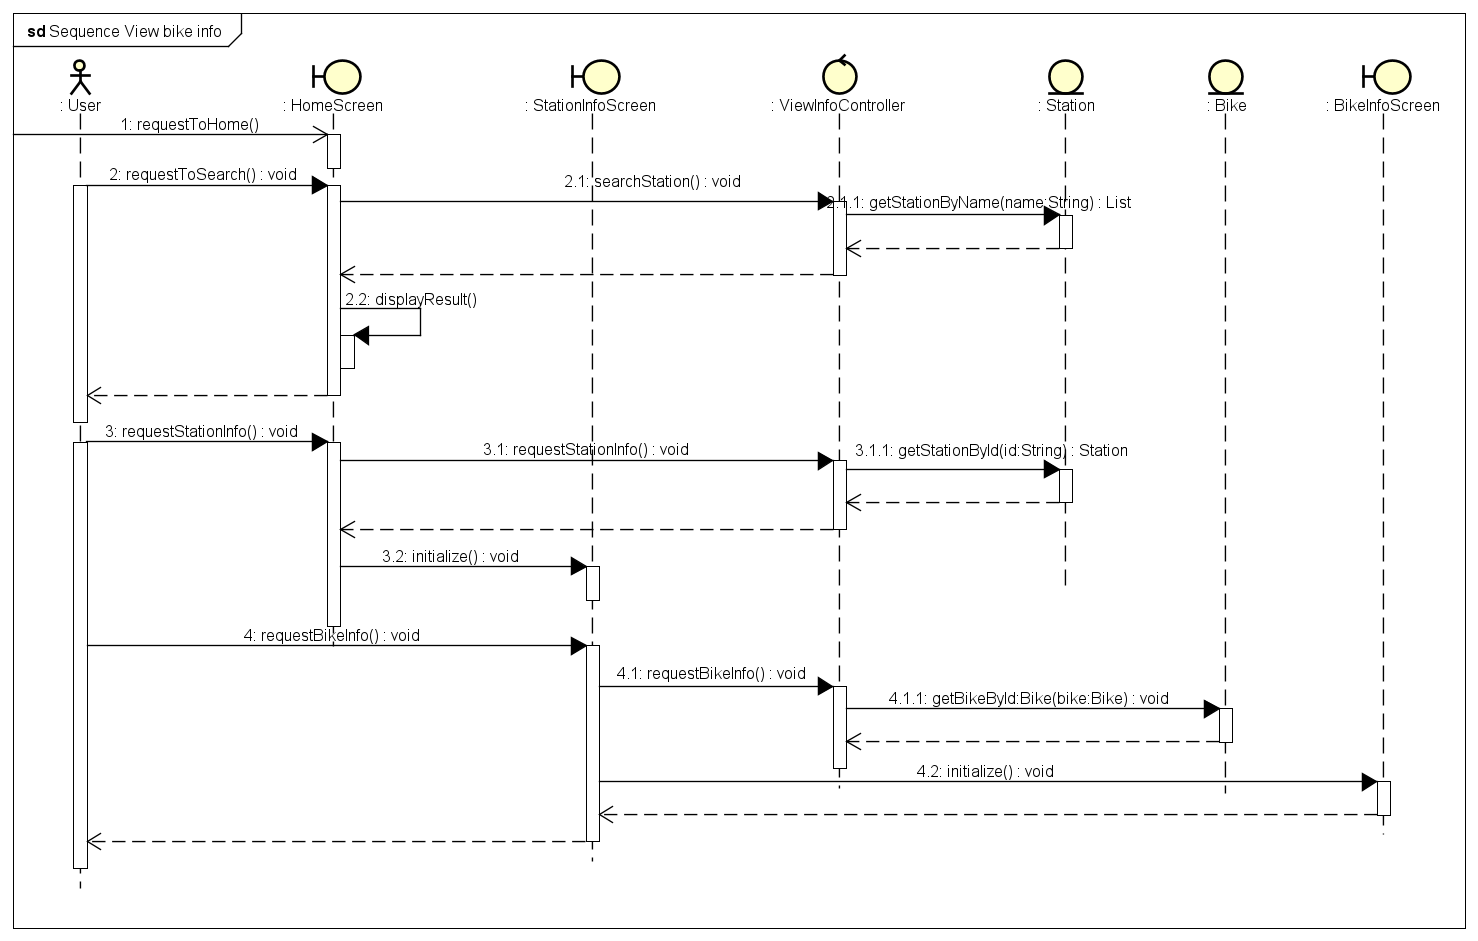 sd Sequence View bike info
: User
: HomeScreen
: StationInfoScreen
: ViewInfoController
: Station
: Bike
: BikeInfoScreen
1: requestToHome()
2: requestToSearch() : void
2.1: searchStation() : void
2.1.1: getStationByName(name:String) : List
2.2: displayResult()
3: requestStationInfo() : void
3.1: requestStationInfo() : void
3.1.1: getStationById(id:String) : Station
3.2: initialize() : void
4: requestBikeInfo() : void
4.1: requestBikeInfo() : void
4.1.1: getBikeById:Bike(bike:Bike) : void
4.2: initialize() : void